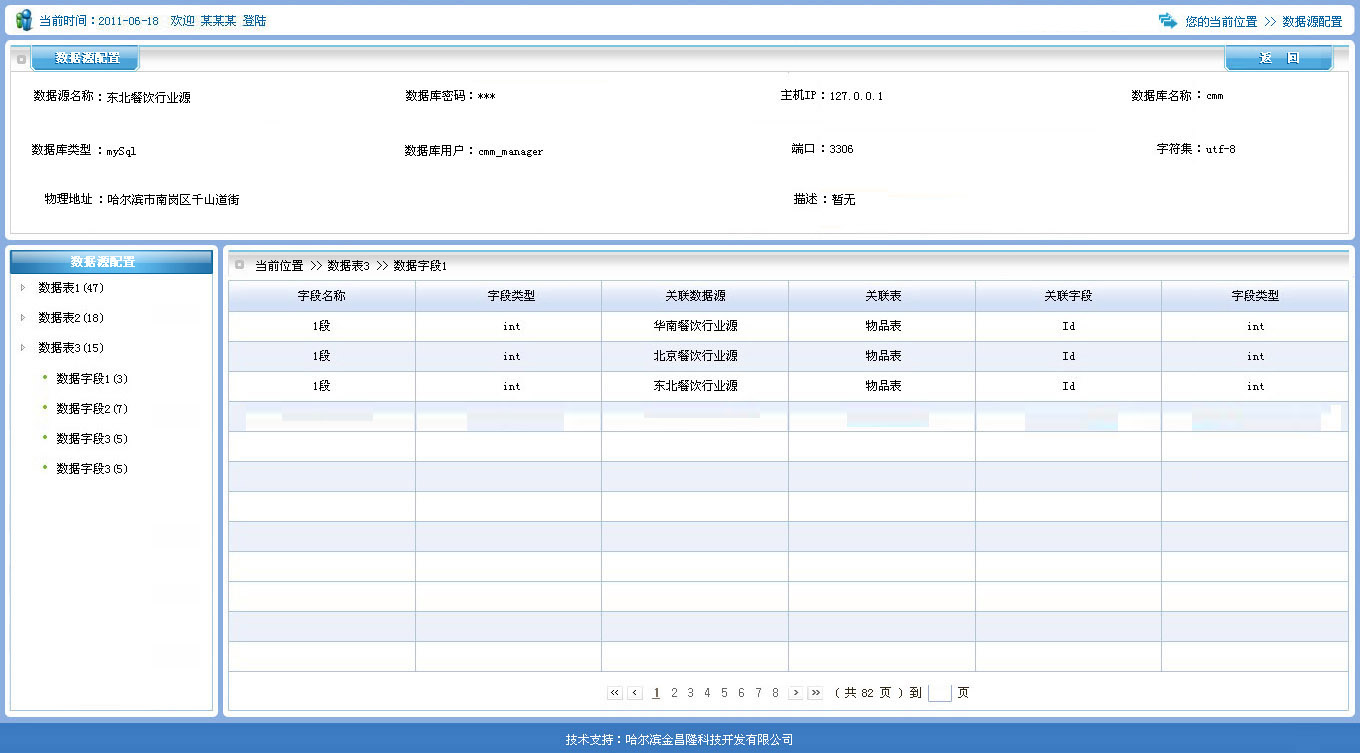 当前时间：2011-06-18 欢迎 某某某 登陆 您的当前位置 >> 数据源配置
数据源配置 返 回
数据源名称：东北餐饮行业源 数据库密码：*** 主机IP：127.0.0.1 数据库名称：cmm
数据库类型：mySql 数据库用户：cmm_manager 端口：3306 字符集：utf-8
物理地址：哈尔滨市南岗区千山道街 描述：暂无
数据源配置
数据表1(47)
数据表2(18)
数据表3(15)
数据字段1(3)
数据字段2(7)
数据字段3(5)
数据字段3(5)
当前位置 >> 数据表3 >> 数据字段1
字段名称 字段类型 关联数据源 关联表 关联字段 字段类型
1段 int 华南餐饮行业源 物品表 Id int
1段 int 北京餐饮行业源 物品表 Id int
1段 int 东北餐饮行业源 物品表 Id int
<< < 1 2 3 4 5 6 7 8 > >> (共 82 页) 到 页
技术支持：哈尔滨金昌隆科技开发有限公司